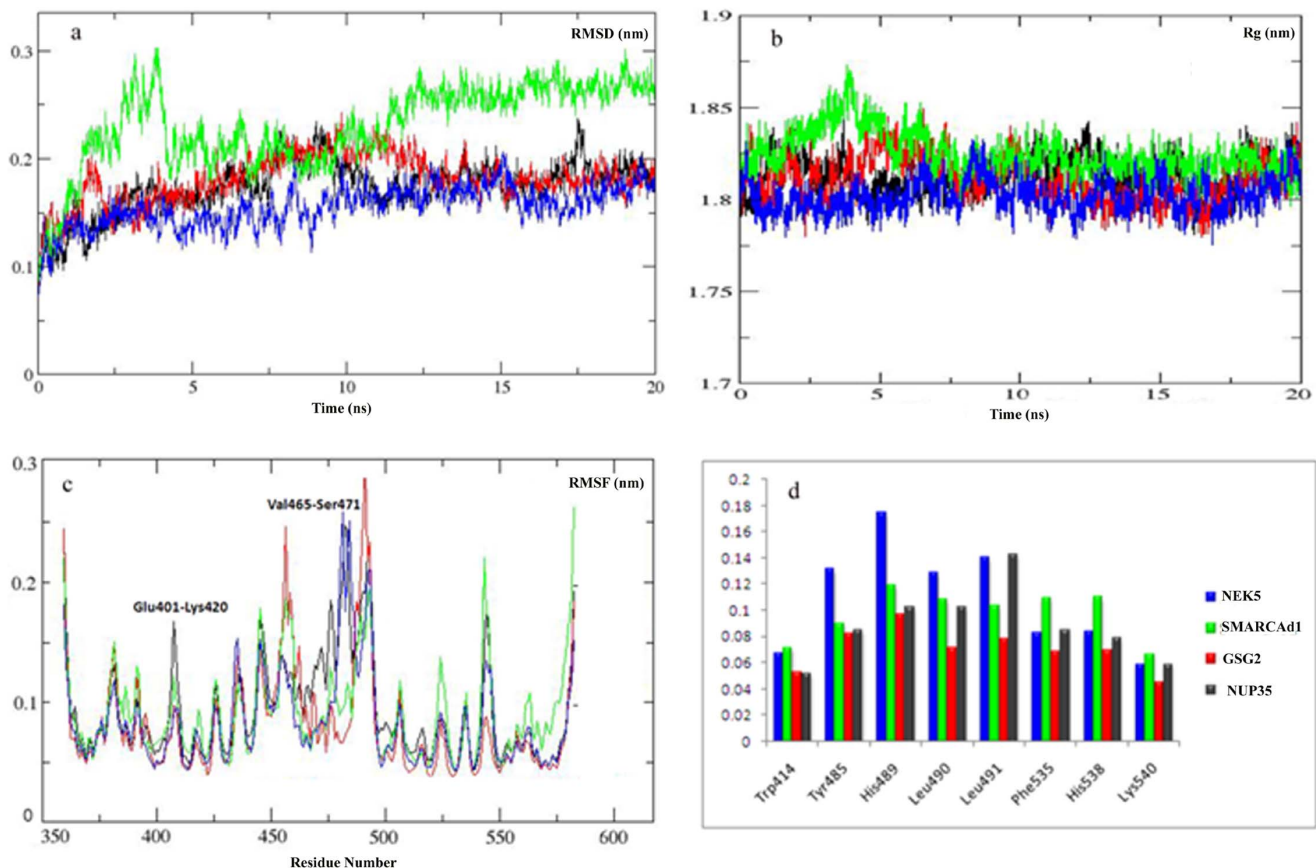 a
RMSD (nm)
0.3
0.2
0.1
0
0 5 10 15 20
Time (ns)
b
Rg (nm)
1.9
1.85
1.8
1.75
1.7
0 5 10 15 20
Time (ns)
c
RMSF (nm)
0.3
0.2
0.1
0
Val465-Ser471
Glu401-Lys420
350 400 450 500 550 600
Residue Number
d
0.2
0.18
0.16
0.14
0.12
0.1
0.08
0.06
0.04
0.02
0
Trp414 Tyr485 His489 Leu490 Leu491 Phe535 His538 Lys540
NEK5
SMARCAd1
GSG2
NUP35